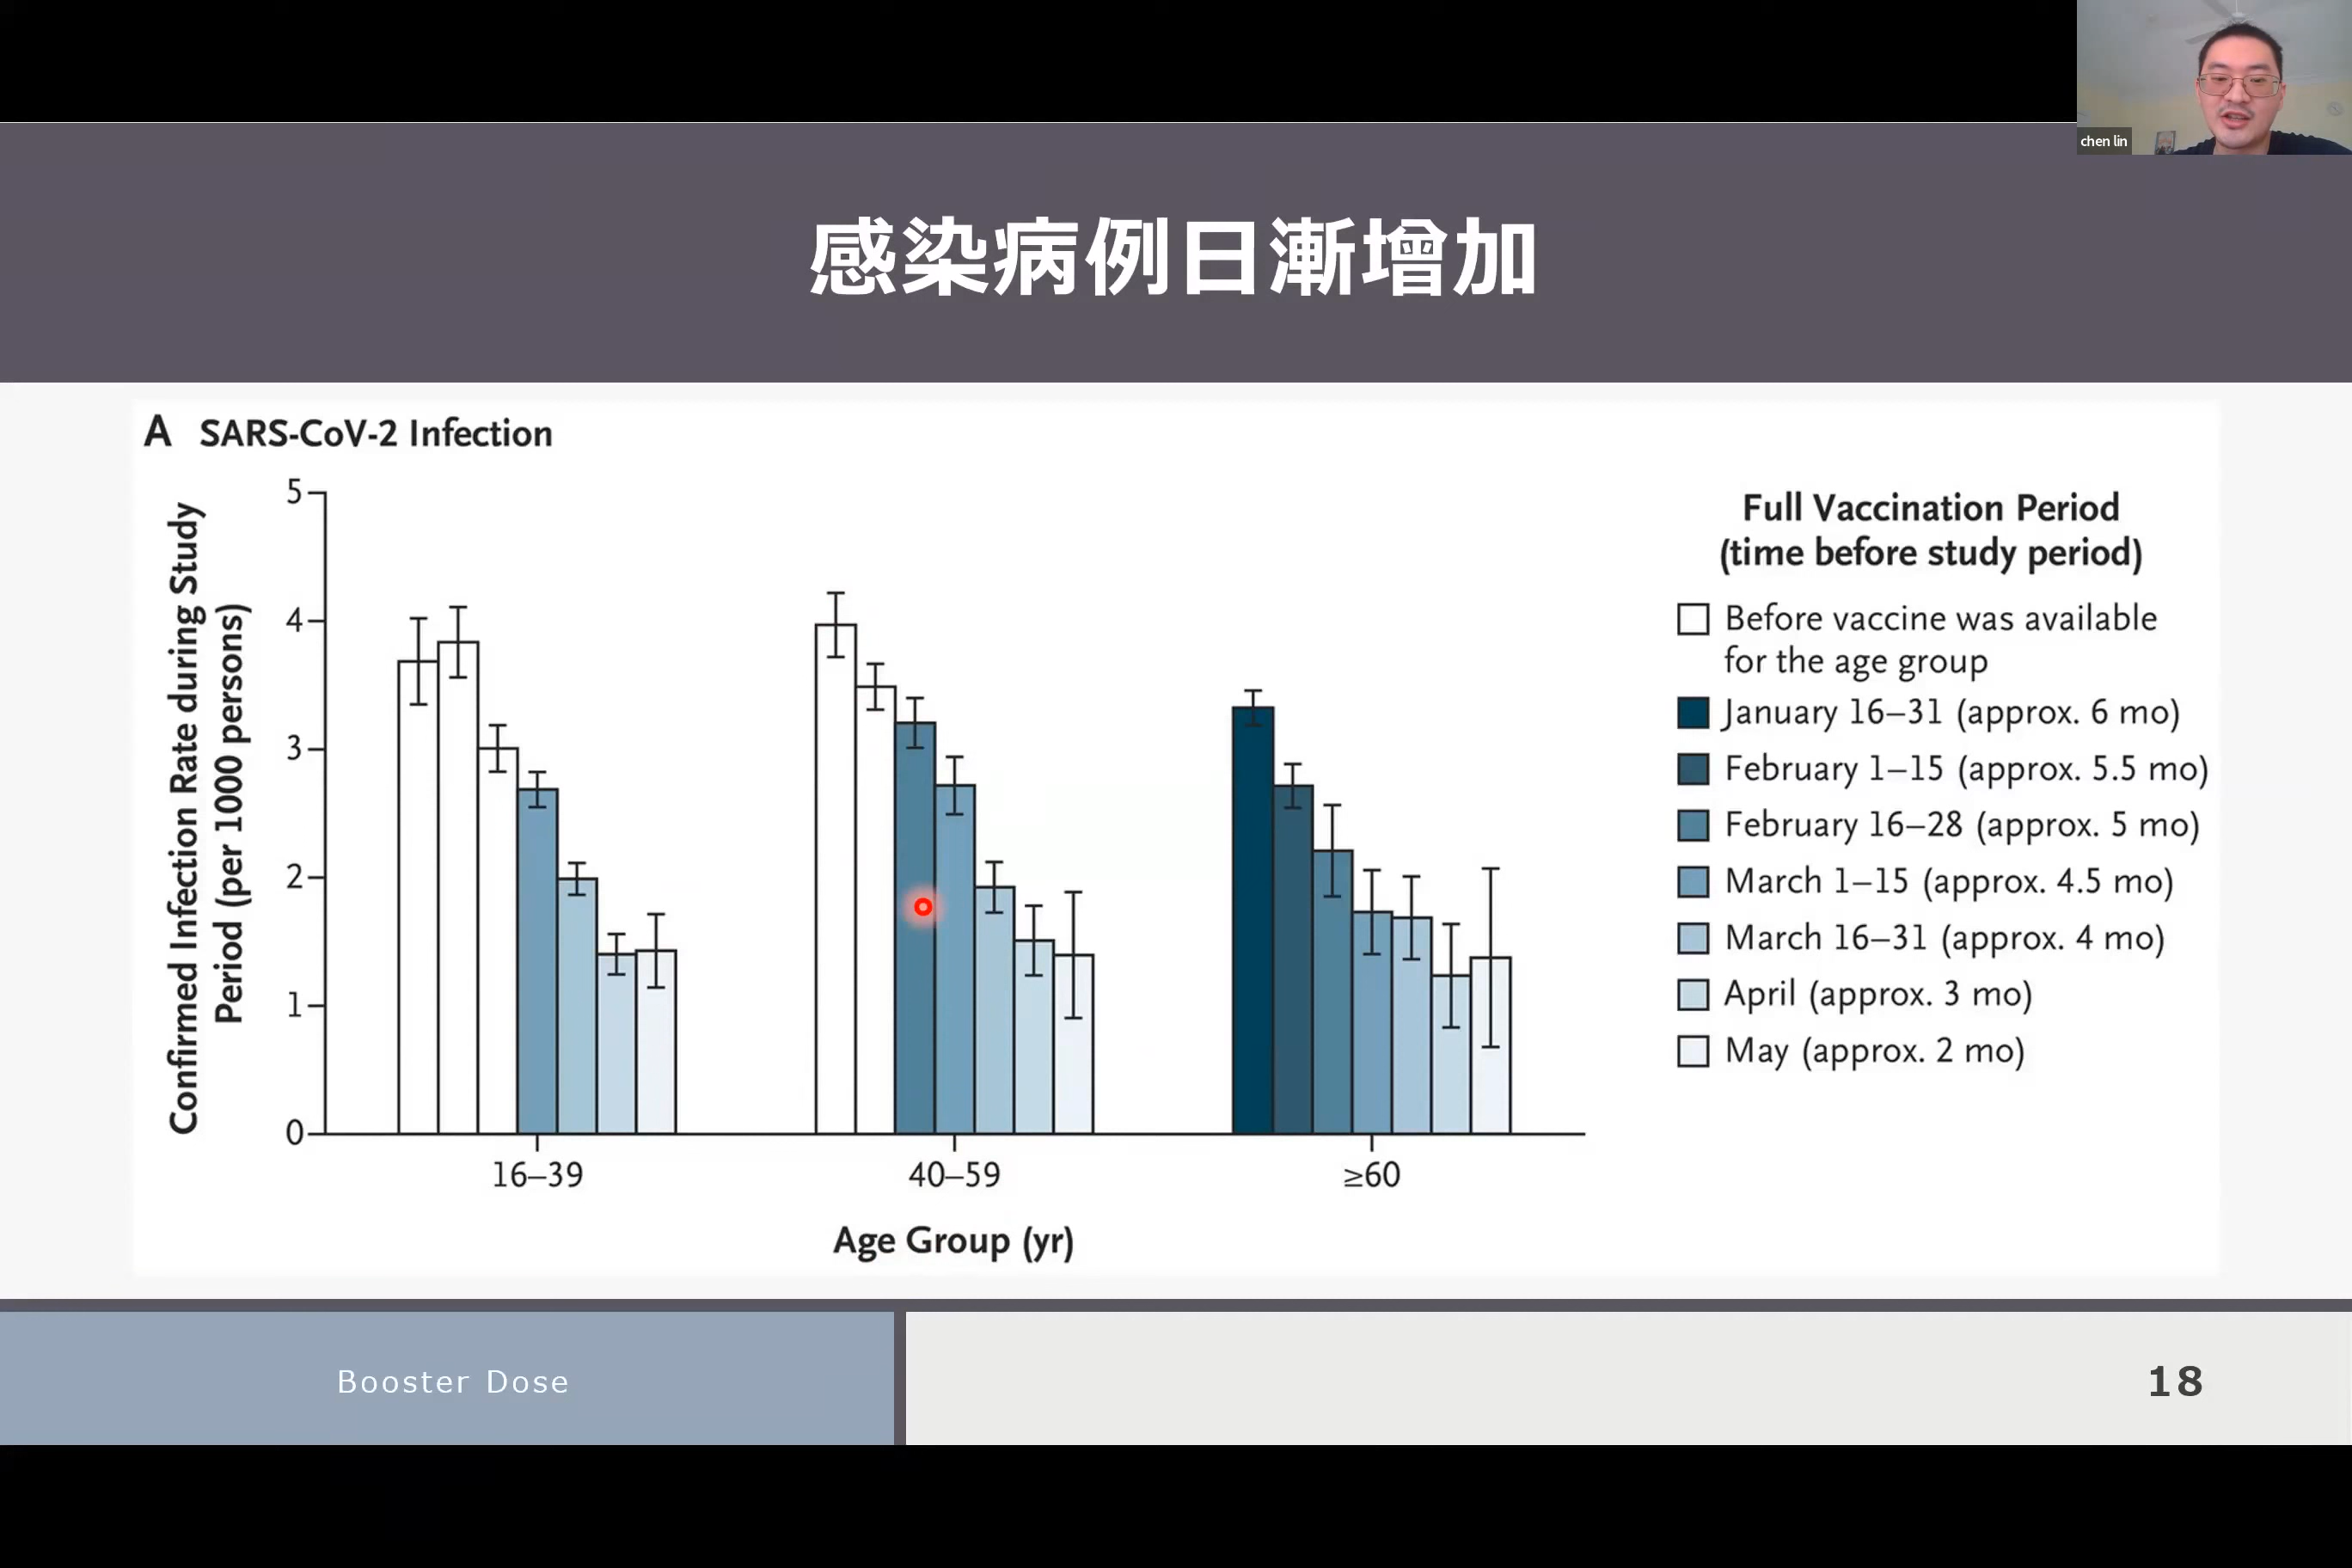 chen lin
感染病例日漸增加
A SARS-CoV-2 Infection
Confirmed Infection Rate during Study
Period (per 1000 persons)
5
4
3
2
1
0
16–39
40–59
≥60
Age Group (yr)
Full Vaccination Period
(time before study period)
Before vaccine was available
for the age group
January 16–31 (approx. 6 mo)
February 1–15 (approx. 5.5 mo)
February 16–28 (approx. 5 mo)
March 1–15 (approx. 4.5 mo)
March 16–31 (approx. 4 mo)
April (approx. 3 mo)
May (approx. 2 mo)
Booster Dose
18